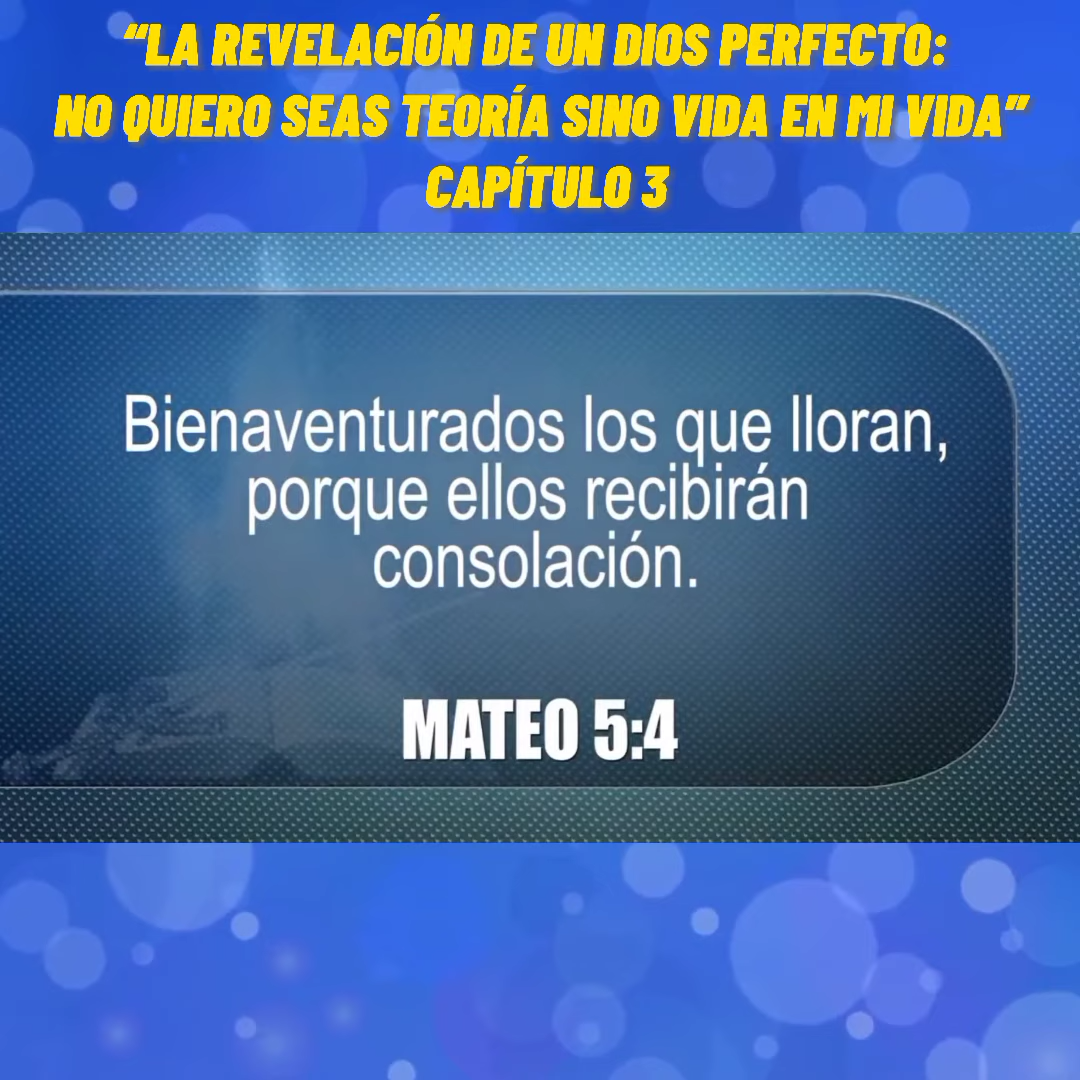 “LA REVELACIÓN DE UN DIOS PERFECTO:
NO QUIERO SEAS TEORÍA SINO VIDA EN MI VIDA”
CAPÍTULO 3
Bienaventurados los que lloran,
porque ellos recibirán
consolación.
MATEO 5:4